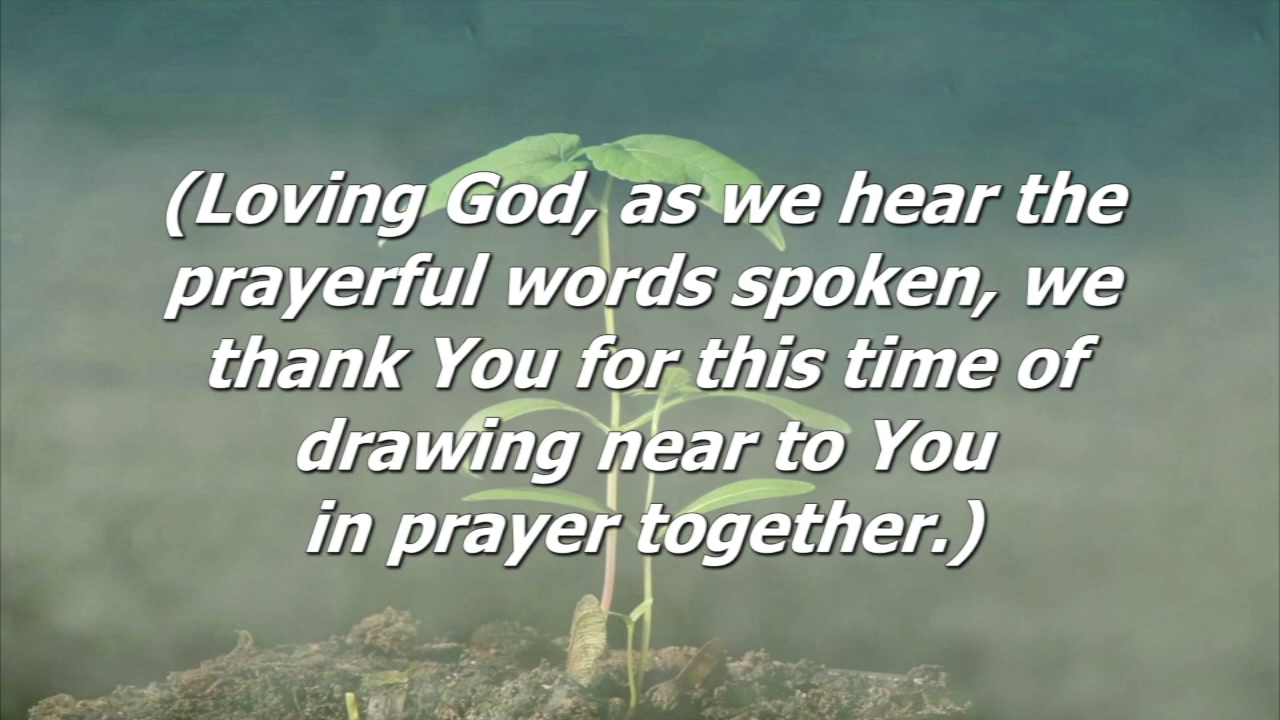 (Loving God, as we hear the
prayerful words spoken, we
thank You for this time of
drawing near to You
in prayer together.)